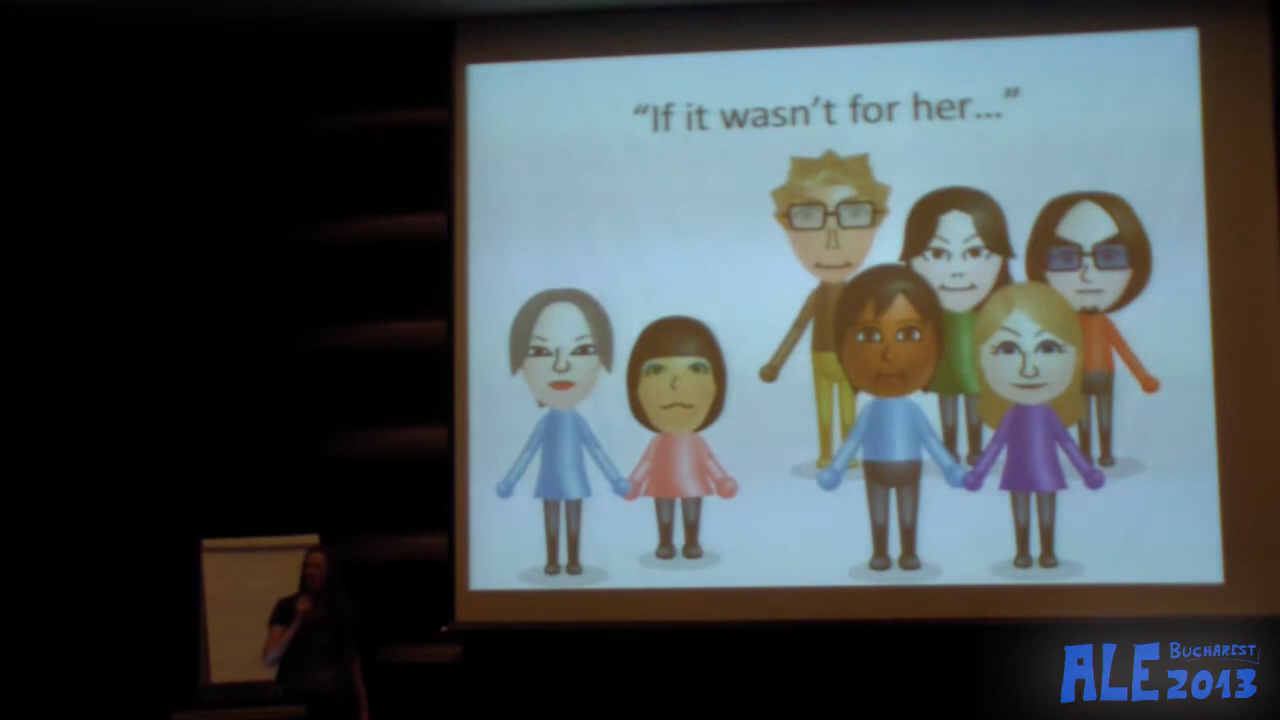 “If it wasn’t for her...”
ALE BUCHAREST
2013